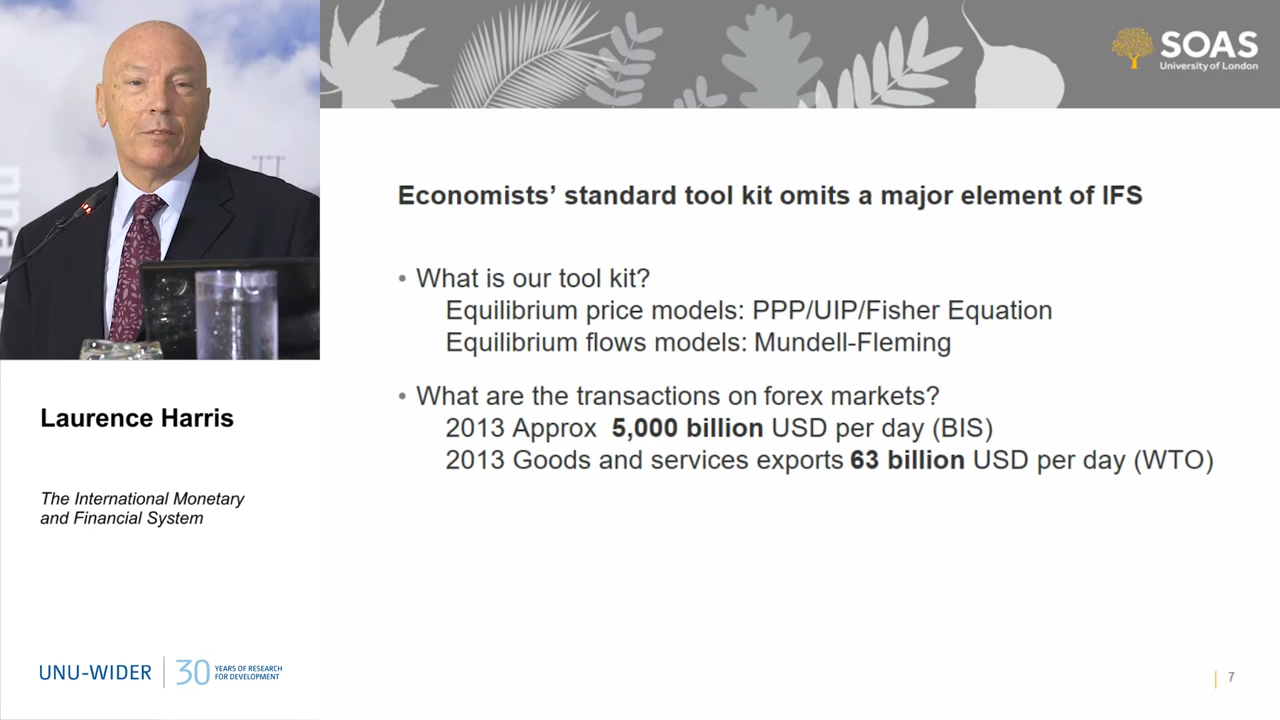 SOAS
University of London
Economists’ standard tool kit omits a major element of IFS
• What is our tool kit?
Equilibrium price models: PPP/UIP/Fisher Equation
Equilibrium flows models: Mundell-Fleming
• What are the transactions on forex markets?
2013 Approx 5,000 billion USD per day (BIS)
2013 Goods and services exports 63 billion USD per day (WTO)
Laurence Harris
The International Monetary
and Financial System
UNU-WIDER
30
YEARS OF RESEARCH
FOR DEVELOPMENT
7